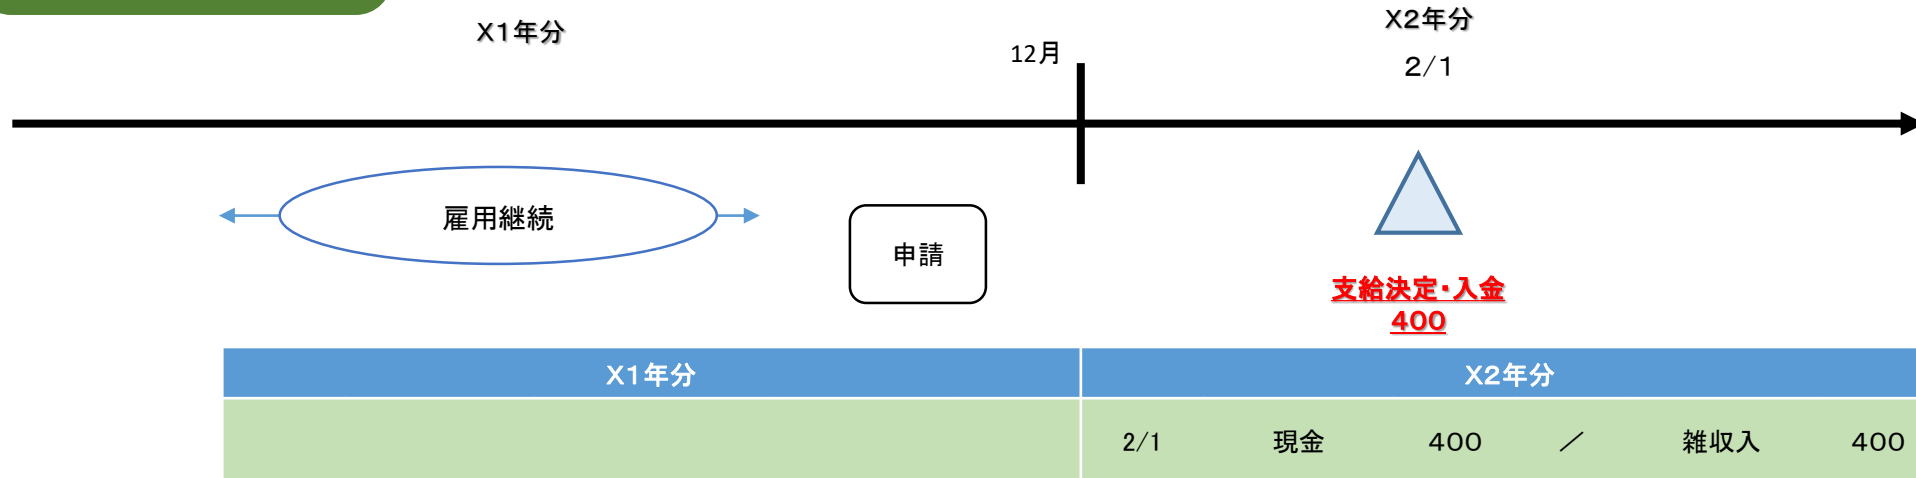 X1年分
X2年分
12月
2/1
雇用継続
申請
支給決定・入金
400
X1年分
X2年分
2/1 現金 400 ／ 雑収入 400